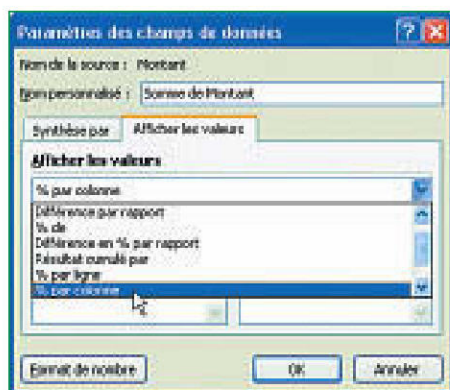 Paramètres des champs de données
Nom de la source : Montant
Nom personnalisé : Somme de Montant
Synthèse par Afficher les valeurs
Afficher les valeurs
% par colonne
Différence par rapport
% de
Différence en % par rapport
Résultat cumulé par
% par ligne
% par colonne
Format de nombre OK Annuler